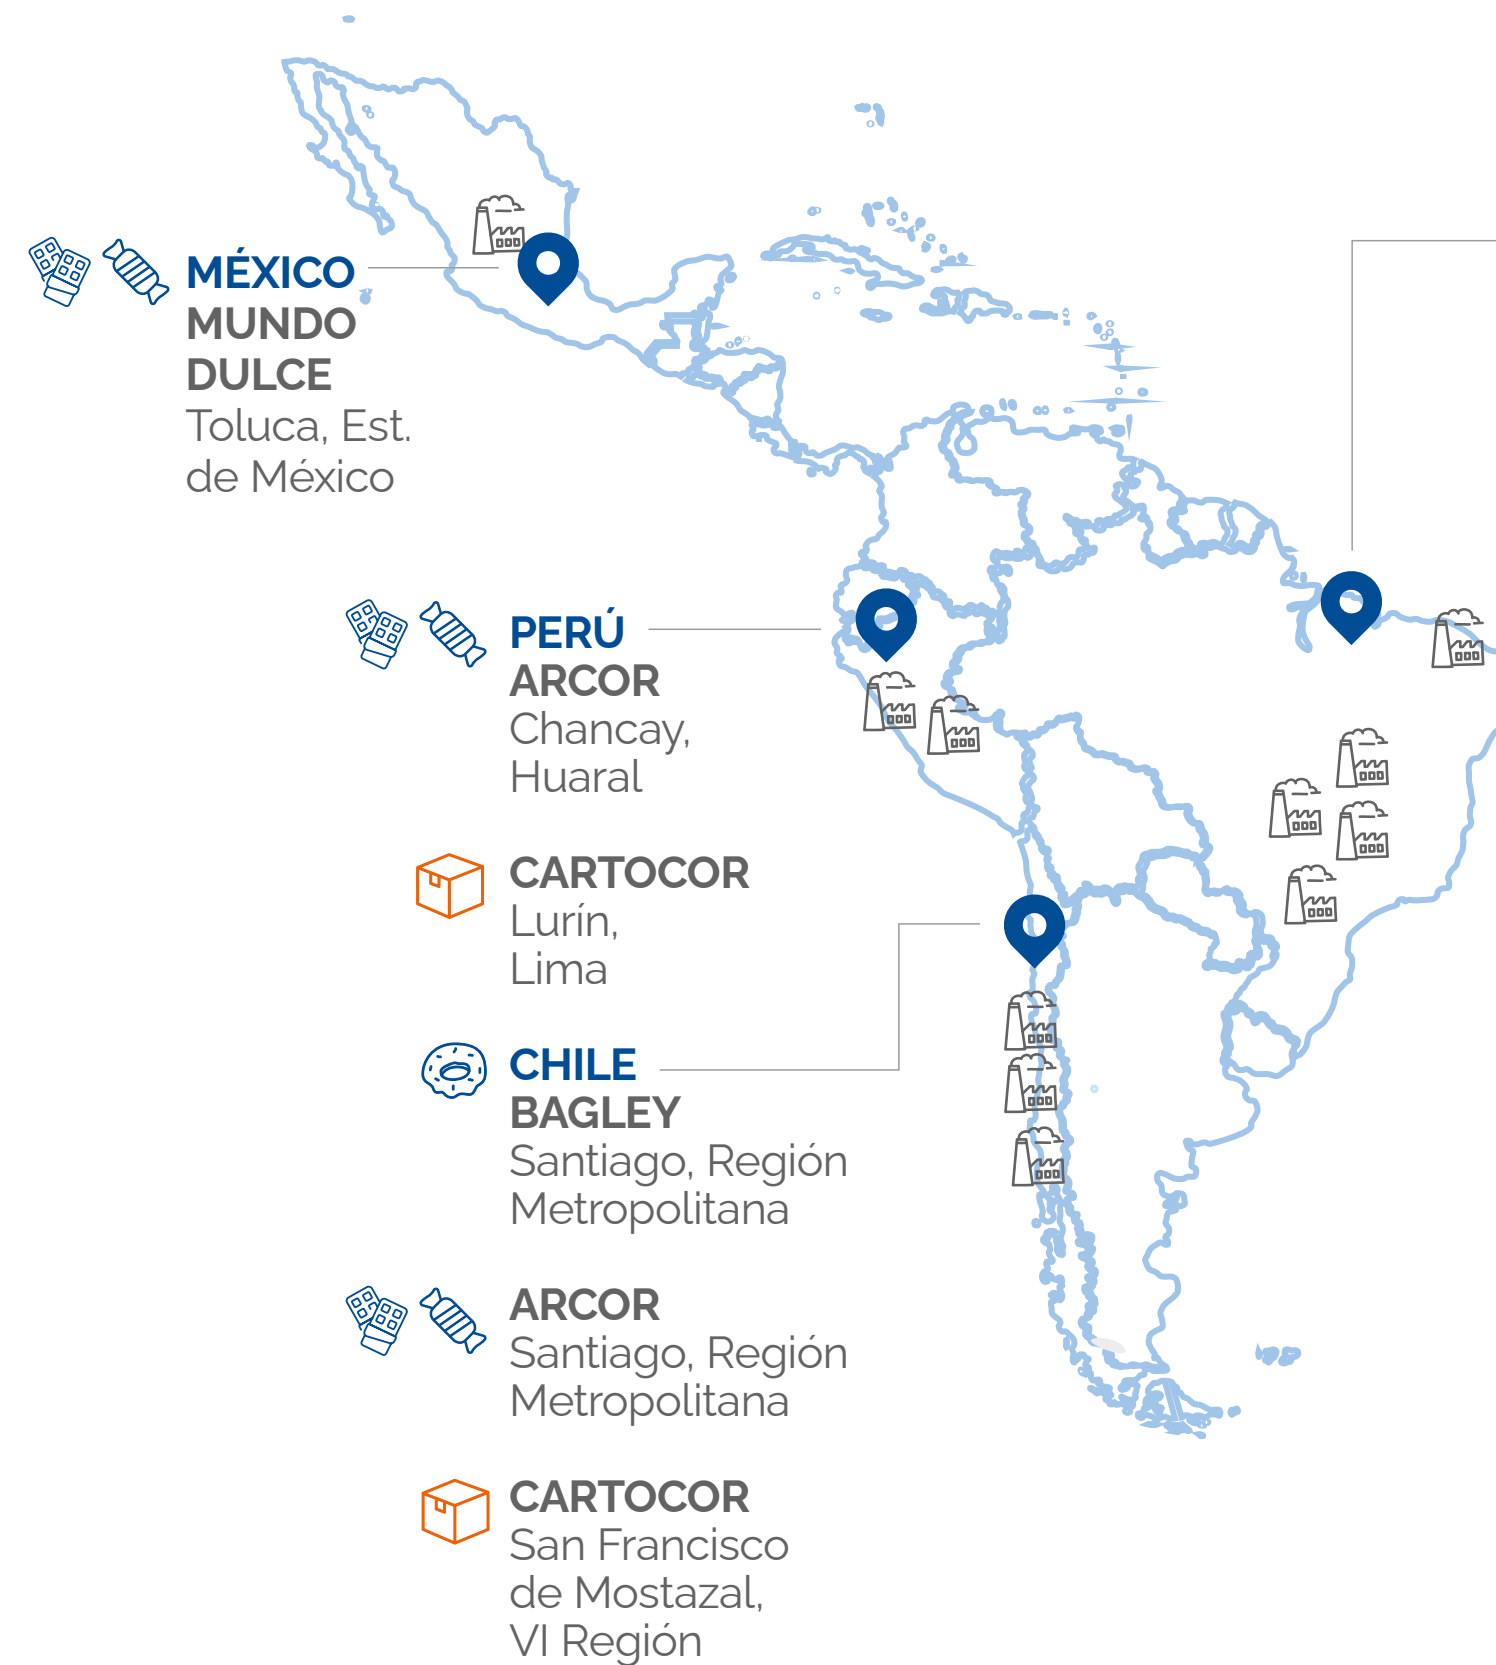 MÉXICO
MUNDO
DULCE
Toluca, Est.
de México
PERÚ
ARCOR
Chancay,
Huaral
CARTOCOR
Lurín,
Lima
CHILE
BAGLEY
Santiago, Región
Metropolitana
ARCOR
Santiago, Región
Metropolitana
CARTOCOR
San Francisco
de Mostazal,
VI Región